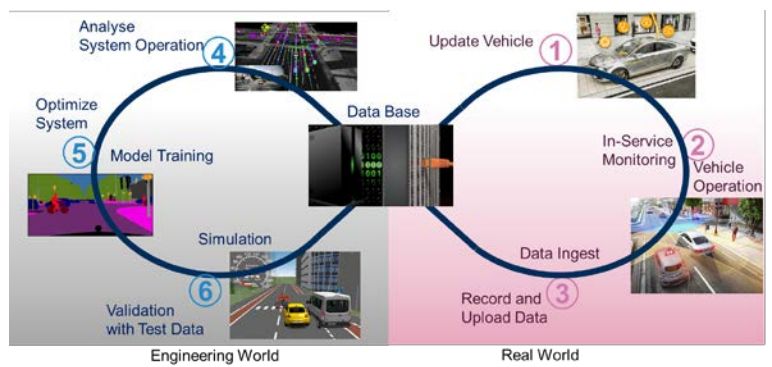 Analyse
System Operation
4
Optimize
System
5
Model Training
Simulation
6
Validation
with Test Data
Engineering World
Data Base
Update Vehicle
1
In-Service
Monitoring
2
Vehicle
Operation
Data Ingest
3
Record and
Upload Data
Real World